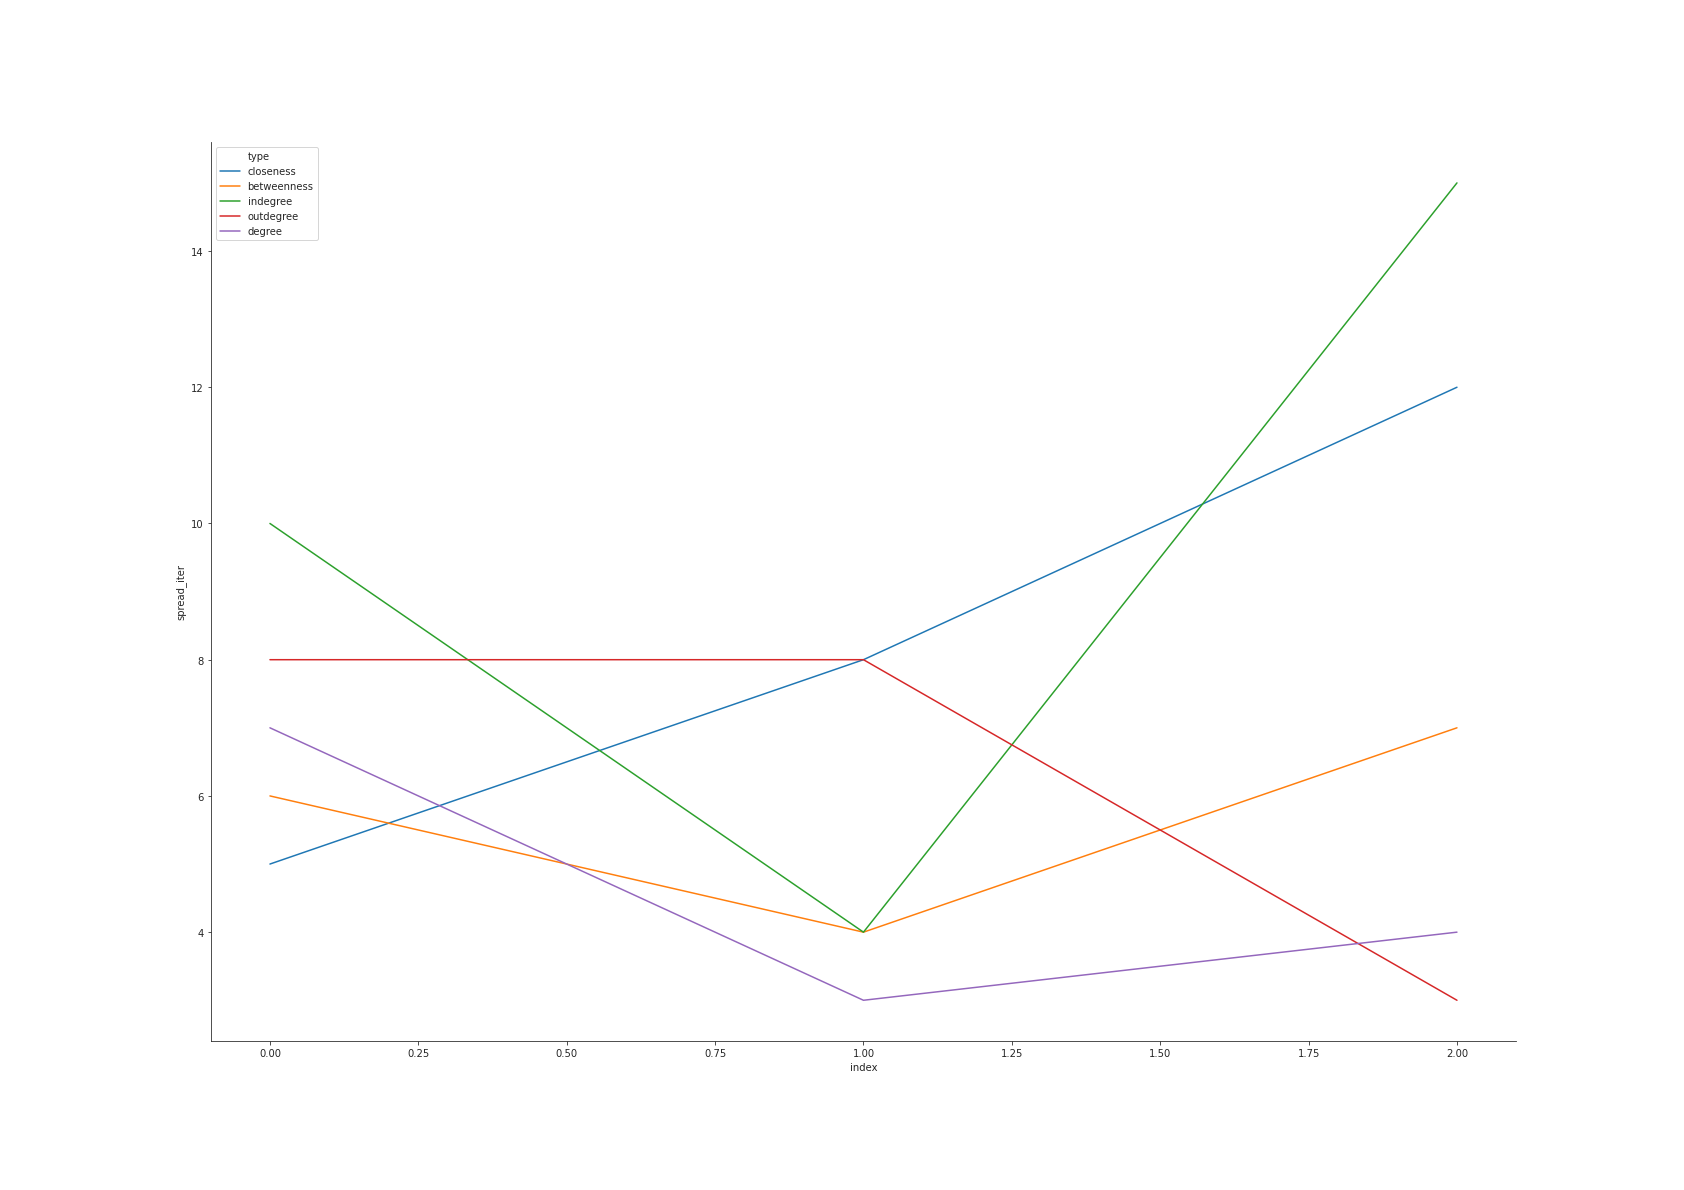 type
closeness
betweenness
indegree
outdegree
degree
14
12
10
8
6
4
spread_iter
0.00 0.25 0.50 0.75 1.00 1.25 1.50 1.75 2.00
index